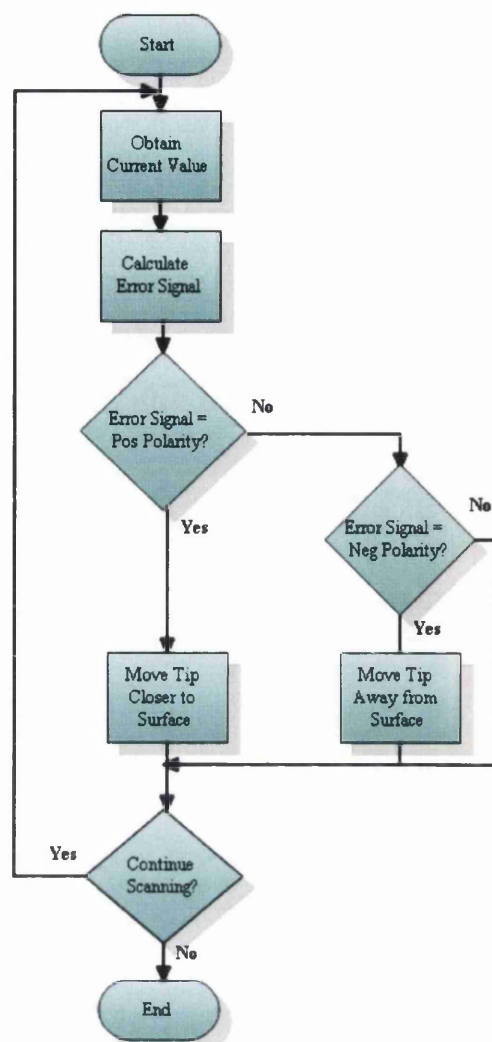 Start
Obtain
Current Value
Calculate
Error Signal
Error Signal =
Pos Polarity?
No
Yes
Error Signal =
Neg Polarity?
No
Yes
Move Tip
Closer to
Surface
Move Tip
Away from
Surface
Continue
Scanning?
Yes
No
End